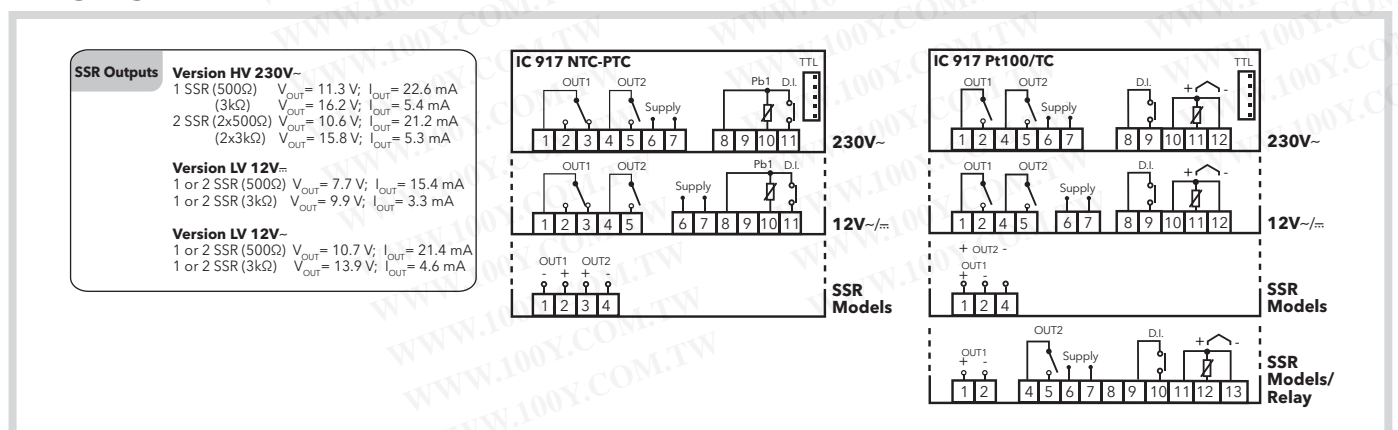 SSR Outputs
Version HV 230V~
1 SSR (500Ω) VOUT= 11.3 V; IOUT= 22.6 mA
(3kΩ) VOUT= 16.2 V; IOUT= 5.4 mA
2 SSR (2x500Ω) VOUT= 10.6 V; IOUT= 21.2 mA
(2x3kΩ) VOUT= 15.8 V; IOUT= 5.3 mA
Version LV 12V⎓
1 or 2 SSR (500Ω) VOUT= 7.7 V; IOUT= 15.4 mA
1 or 2 SSR (3kΩ) VOUT= 9.9 V; IOUT= 3.3 mA
Version LV 12V~
1 or 2 SSR (500Ω) VOUT= 10.7 V; IOUT= 21.4 mA
1 or 2 SSR (3kΩ) VOUT= 13.9 V; IOUT= 4.6 mA
IC 917 NTC-PTC TTL
OUT1 OUT2 Supply Pb1 D.I.
1 2 3 4 5 6 7 8 9 10 11 230V~
OUT1 OUT2 Supply Pb1 D.I.
1 2 3 4 5 6 7 8 9 10 11 12V~/⎓
OUT1 OUT2
- + + -
1 2 3 4
SSR
Models
IC 917 Pt100/TC TTL
OUT1 OUT2 Supply D.I. + -
1 2 4 5 6 7 8 9 10 11 12 230V~
OUT1 OUT2 Supply D.I. + -
1 2 4 5 6 7 8 9 10 11 12 12V~/⎓
+ OUT2 -
OUT1
+ -
1 2 4
SSR
Models
OUT2 D.I. + -
OUT1 Supply
+ -
1 2 4 5 6 7 8 9 10 11 12 13
SSR
Models/
Relay
WWW.100Y.COM.TW